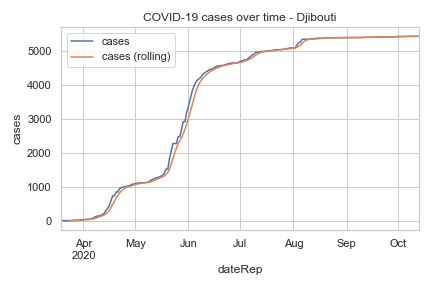 COVID-19 cases over time - Djibouti
cases
cases (rolling)
5000
4000
3000
2000
1000
0
cases
Apr
2020
May
Jun
Jul
Aug
Sep
Oct
dateRep